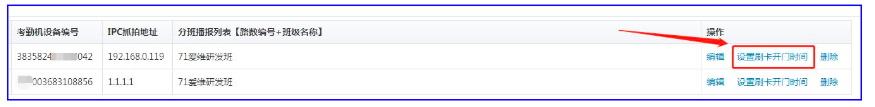 考勤机设备编号 IPC抓拍地址 分班播报列表【路数编号+班级名称】 操作
3835824 042 192.168.0.119 71爱维研发班 编辑 设置刷卡开门时间 删除
003683108856 1.1.1.1 71爱维研发班 编辑 设置刷卡开门时间 删除